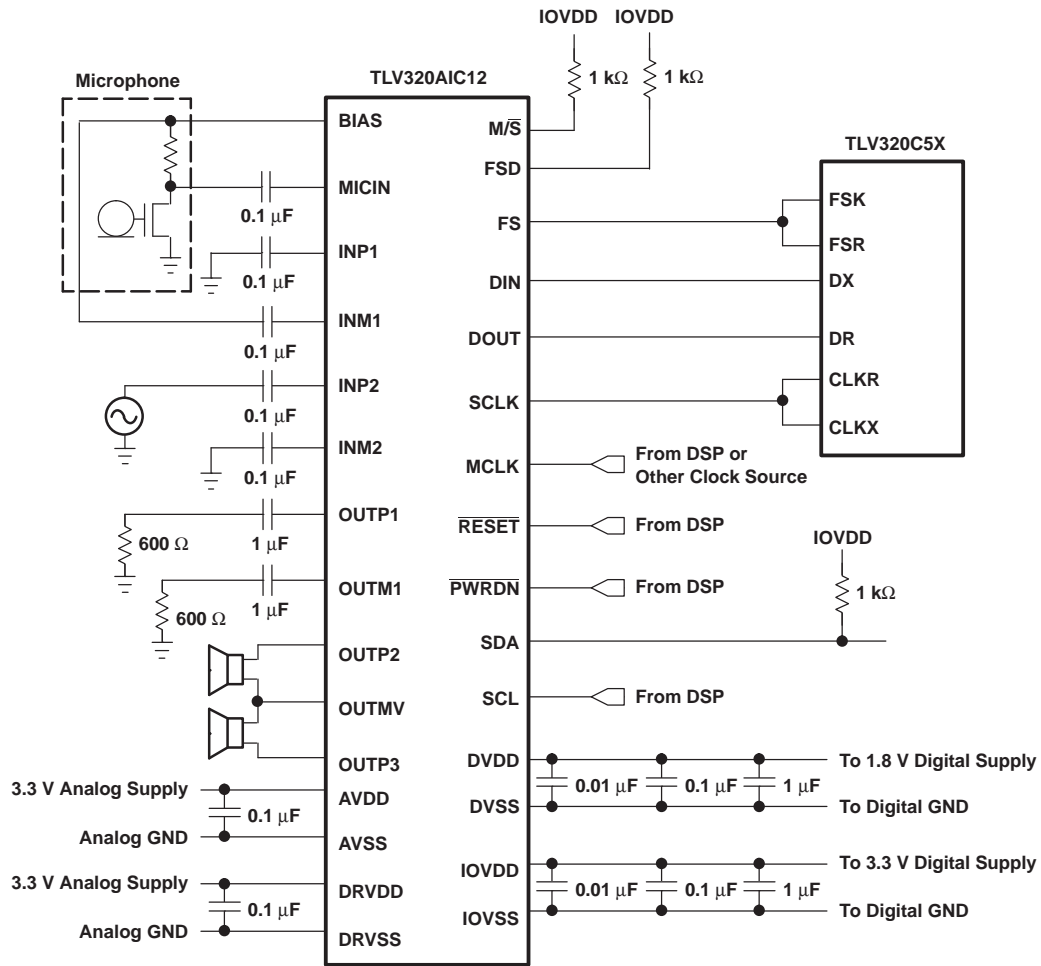 IOVDD
IOVDD
1 kΩ
1 kΩ
Microphone
TLV320AIC12
TLV320C5X
BIAS
M/S̅
FSD
MICIN
0.1 μF
FS
FSK
FSR
INP1
0.1 μF
DIN
DX
INM1
0.1 μF
DOUT
DR
INP2
0.1 μF
SCLK
CLKR
CLKX
INM2
0.1 μF
MCLK
From DSP or
Other Clock Source
OUTP1
1 μF
600 Ω
R̅E̅S̅E̅T̅
From DSP
IOVDD
OUTM1
1 μF
600 Ω
P̅W̅R̅D̅N̅
From DSP
1 kΩ
OUTP2
SDA
OUTMV
SCL
From DSP
OUTP3
DVDD
To 1.8 V Digital Supply
0.01 μF
0.1 μF
1 μF
3.3 V Analog Supply
AVDD
0.1 μF
DVSS
To Digital GND
Analog GND
AVSS
IOVDD
To 3.3 V Digital Supply
3.3 V Analog Supply
DRVDD
0.1 μF
0.01 μF
0.1 μF
1 μF
IOVSS
To Digital GND
Analog GND
DRVSS